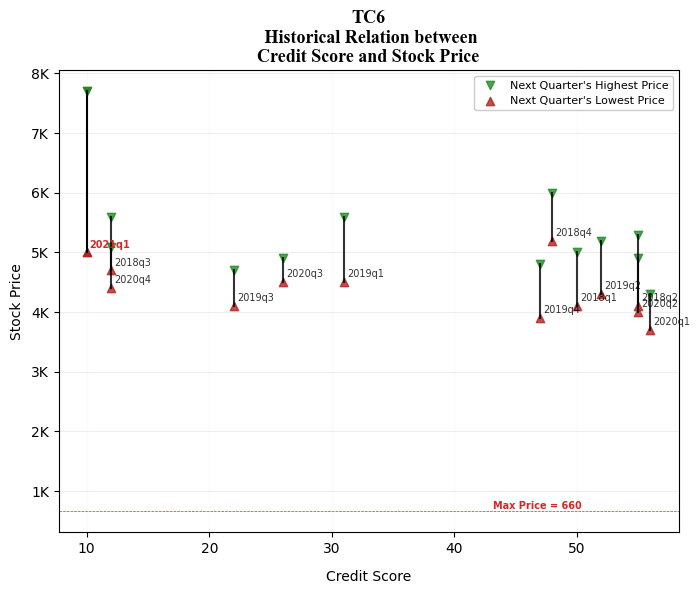 TC6
Historical Relation between
Credit Score and Stock Price
Next Quarter's Highest Price
Next Quarter's Lowest Price
8K
7K
6K
5K
4K
3K
2K
1K
Stock Price
2018q4
2021q1
2018q3
2020q4
2020q3
2019q1
2019q3
2019q2
2018q1
2018q2
2020q2
2019q4
2020q1
Max Price = 660
10 20 30 40 50
Credit Score